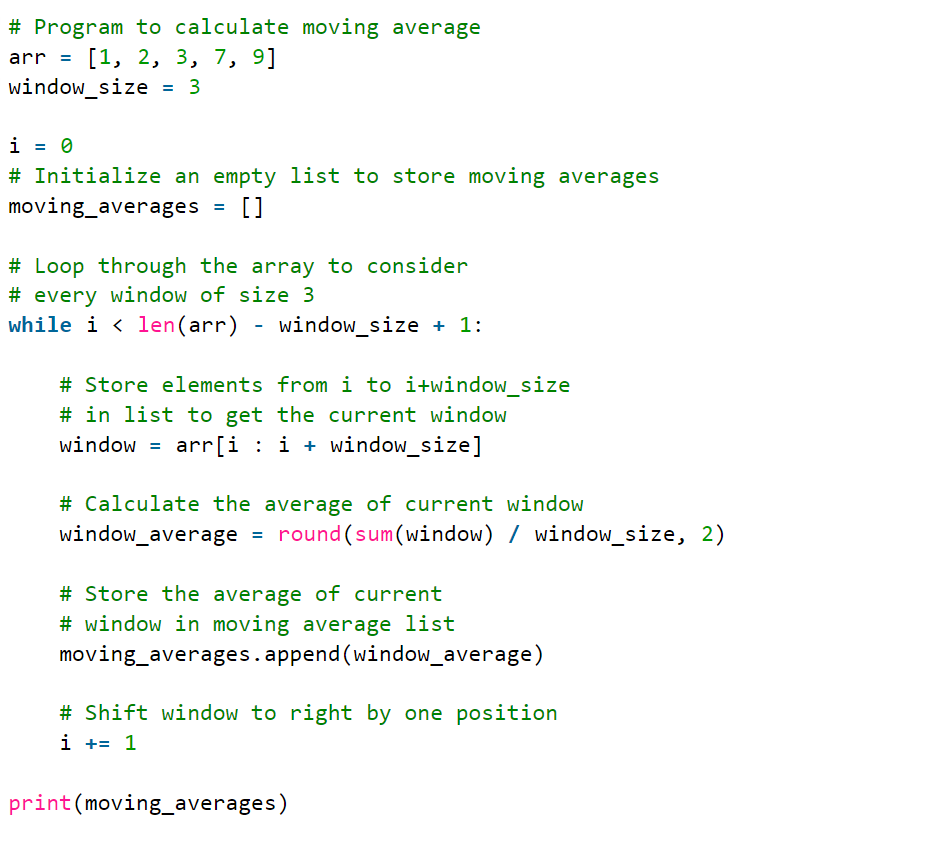 # Program to calculate moving average
arr = [1, 2, 3, 7, 9]
window_size = 3
i = 0
# Initialize an empty list to store moving averages
moving_averages = []
# Loop through the array to consider
# every window of size 3
while i < len(arr) - window_size + 1:
    # Store elements from i to i+window_size
    # in list to get the current window
    window = arr[i : i + window_size]
    # Calculate the average of current window
    window_average = round(sum(window) / window_size, 2)
    # Store the average of current
    # window in moving average list
    moving_averages.append(window_average)
    # Shift window to right by one position
    i += 1
print(moving_averages)